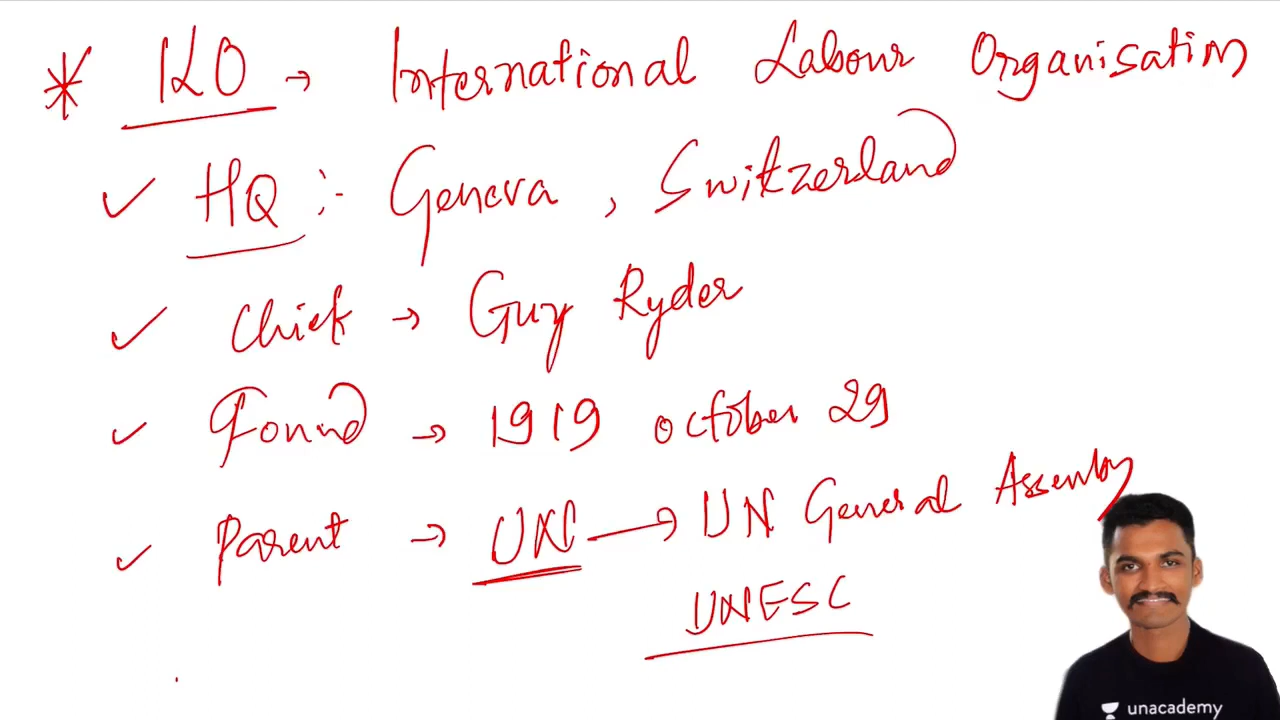 * ILO → International Labour Organisation
✓ HQ :- Geneva , Switzerland
✓ Chief → Guy Ryder
✓ Found → 1919 October 29
✓ Parent → UN → UN General Assembly
UNESC
unacademy